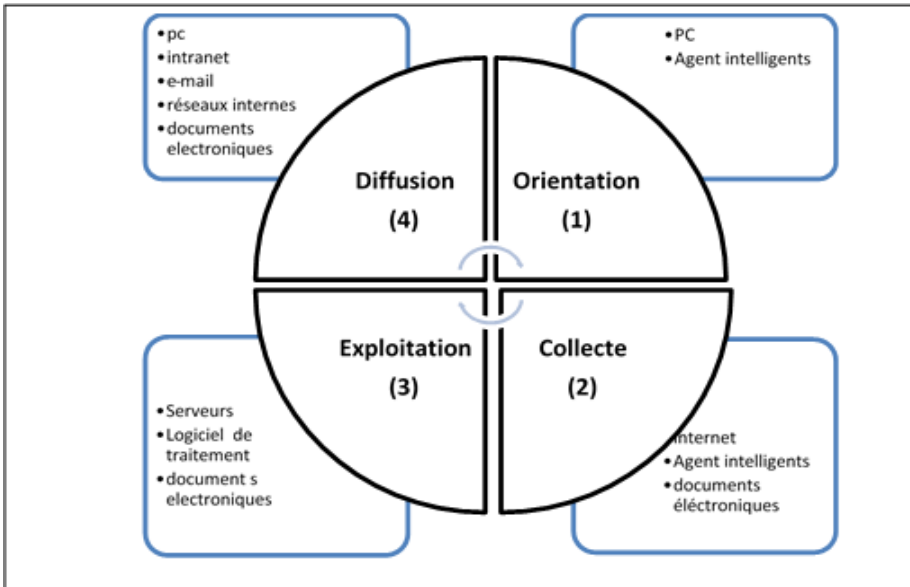 •pc
•intranet
•e-mail
•réseaux internes
•documents
electroniques
•PC
•Agent intelligents
Diffusion
(4)
Orientation
(1)
Exploitation
(3)
Collecte
(2)
•Serveurs
•Logiciel de
traitement
•document s
electroniques
internet
•Agent intelligents
•documents
éléctroniques